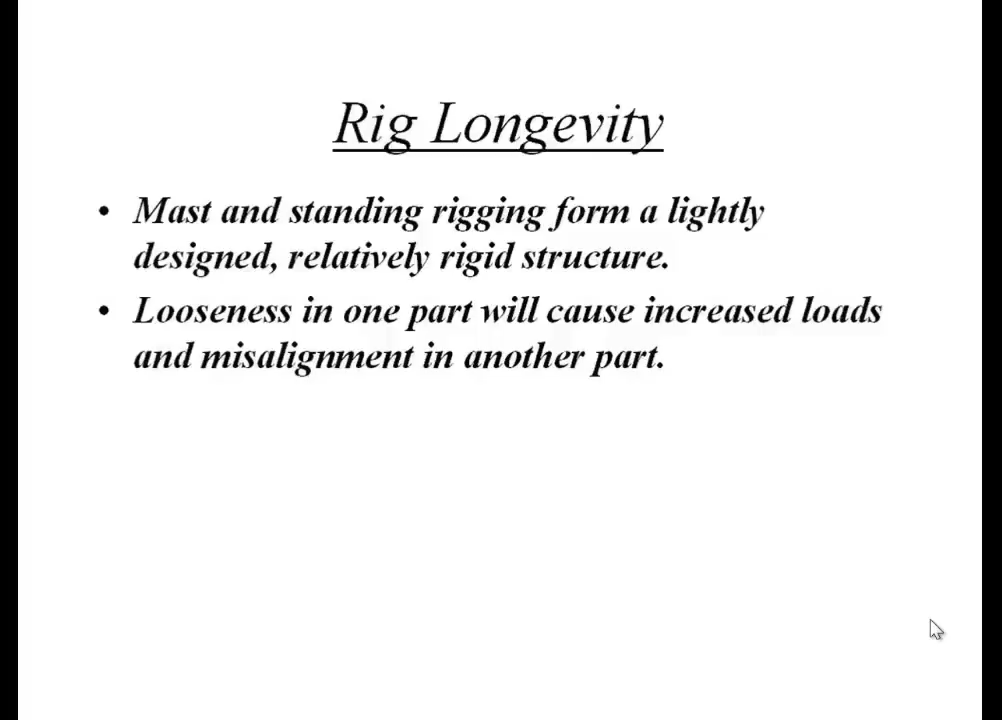 Rig Longevity
• Mast and standing rigging form a lightly
designed, relatively rigid structure.
• Looseness in one part will cause increased loads
and misalignment in another part.